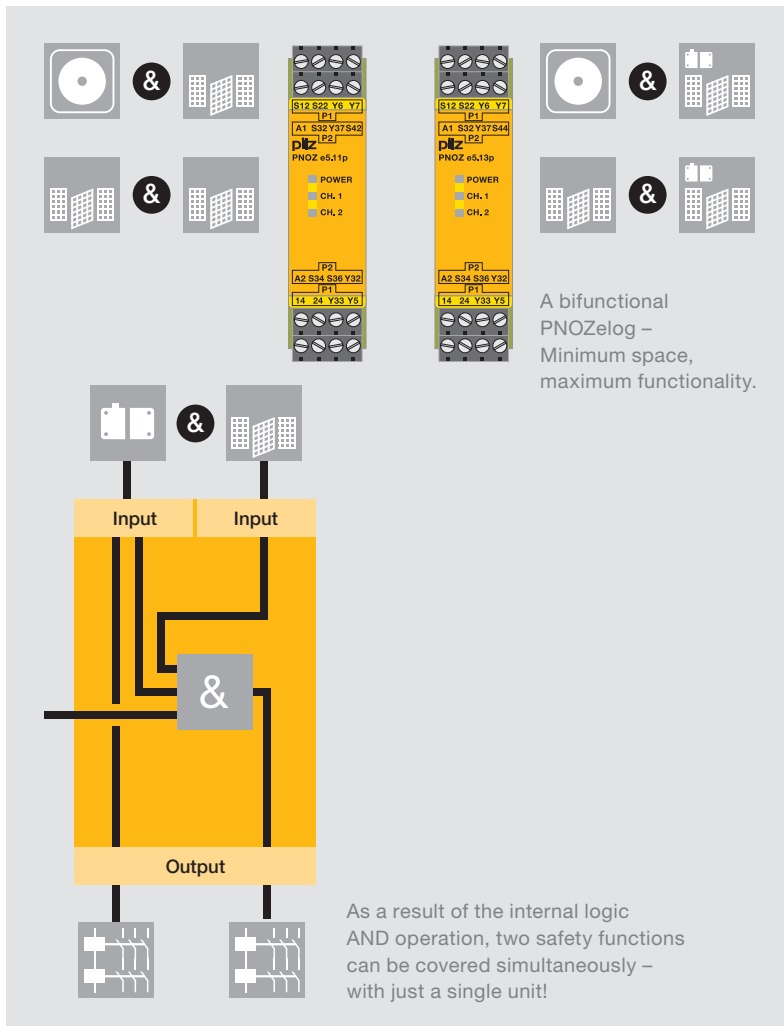 &
&
S12 S22 Y6 Y7
P1
A1 S32 Y37 S42
P2
pilz
PNOZ e5.11p
POWER
CH. 1
CH. 2
P2
A2 S34 S36 Y32
P1
14 24 Y33 Y5
S12 S22 Y6 Y7
P1
A1 S32 Y37 S44
P2
pilz
PNOZ e5.13p
POWER
CH. 1
CH. 2
P2
A2 S34 S36 Y32
P1
14 24 Y33 Y5
&
&
A bifunctional
PNOZelog –
Minimum space,
maximum functionality.
&
Input
Input
&
Output
As a result of the internal logic
AND operation, two safety functions
can be covered simultaneously –
with just a single unit!